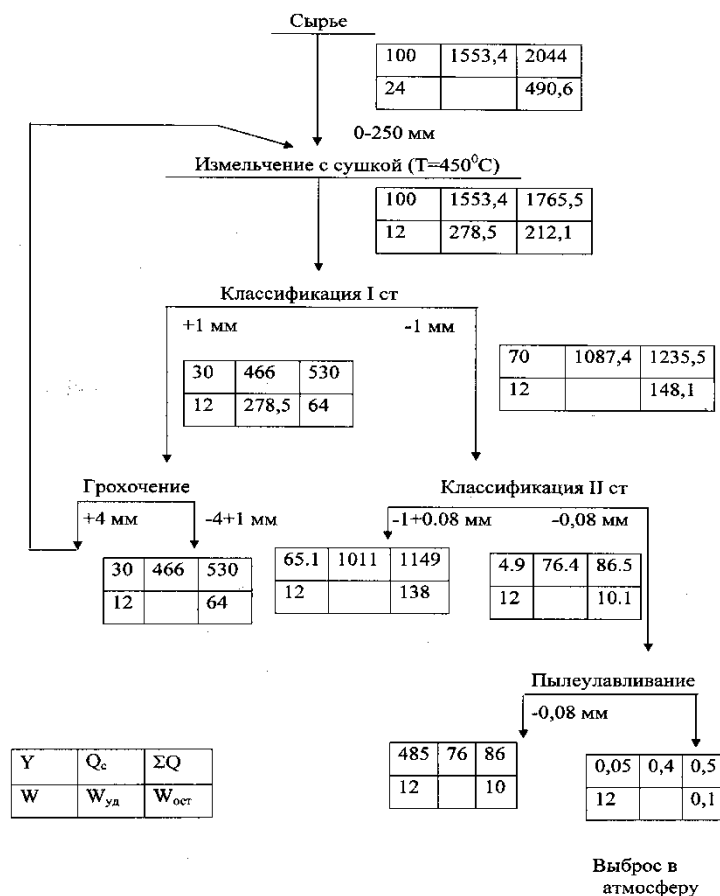 Сырье
100 1553,4 2044
24 490,6
0-250 мм
Измельчение с сушкой (Т=450⁰С)
100 1553,4 1765,5
12 278,5 212,1
Классификация I ст
+1 мм -1 мм
70 1087,4 1235,5
12 148,1
30 466 530
12 278,5 64
Грохочение
Классификация II ст
+4 мм -4+1 мм
-1+0.08 мм -0,08 мм
30 466 530
12 64
65.1 1011 1149
12 138
4.9 76.4 86.5
12 10.1
Пылеулавливание
-0,08 мм
485 76 86
12 10
0,05 0,4 0,5
12 0,1
Y Qc ΣQ
W Wуд Wост
Выброс в
атмосферу